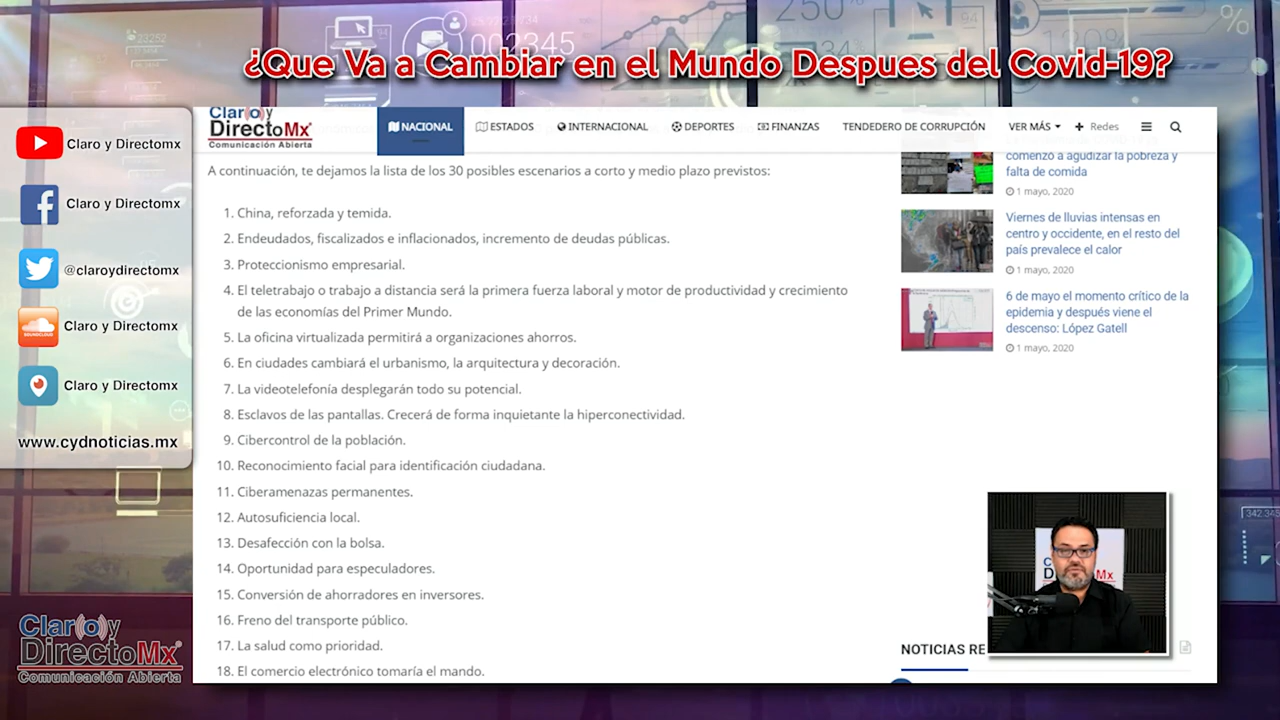 23252
002345
250%
94
94
%
¿Que Va a Cambiar en el Mundo Despues del Covid-19?
Claro y Directomx
Claro y Directomx
@claroydirectomx
SOUNDCLOUD
Claro y Directomx
Claro y Directomx
www.cydnoticias.mx
Claro y
DirectoMx
Comunicación Abierta
NACIONAL
ESTADOS
INTERNACIONAL
DEPORTES
FINANZAS
TENDEDERO DE CORRUPCIÓN
VER MÁS
Redes
A continuación, te dejamos la lista de los 30 posibles escenarios a corto y medio plazo previstos:
1. China, reforzada y temida.
2. Endeudados, fiscalizados e inflacionados, incremento de deudas públicas.
3. Proteccionismo empresarial.
4. El teletrabajo o trabajo a distancia será la primera fuerza laboral y motor de productividad y crecimiento
de las economías del Primer Mundo.
5. La oficina virtualizada permitirá a organizaciones ahorros.
6. En ciudades cambiará el urbanismo, la arquitectura y decoración.
7. La videotelefonía desplegarán todo su potencial.
8. Esclavos de las pantallas. Crecerá de forma inquietante la hiperconectividad.
9. Cibercontrol de la población.
10. Reconocimiento facial para identificación ciudadana.
11. Ciberamenazas permanentes.
12. Autosuficiencia local.
13. Desafección con la bolsa.
14. Oportunidad para especuladores.
15. Conversión de ahorradores en inversores.
16. Freno del transporte público.
17. La salud como prioridad.
18. El comercio electrónico tomaría el mando.
comenzó a agudizar la pobreza y
falta de comida
1 mayo, 2020
Viernes de lluvias intensas en
centro y occidente, en el resto del
país prevalece el calor
1 mayo, 2020
6 de mayo el momento crítico de la
epidemia y después viene el
descenso: López Gatell
1 mayo, 2020
NOTICIAS RE
342.345
Claro y
DirectoMx
Comunicación Abierta